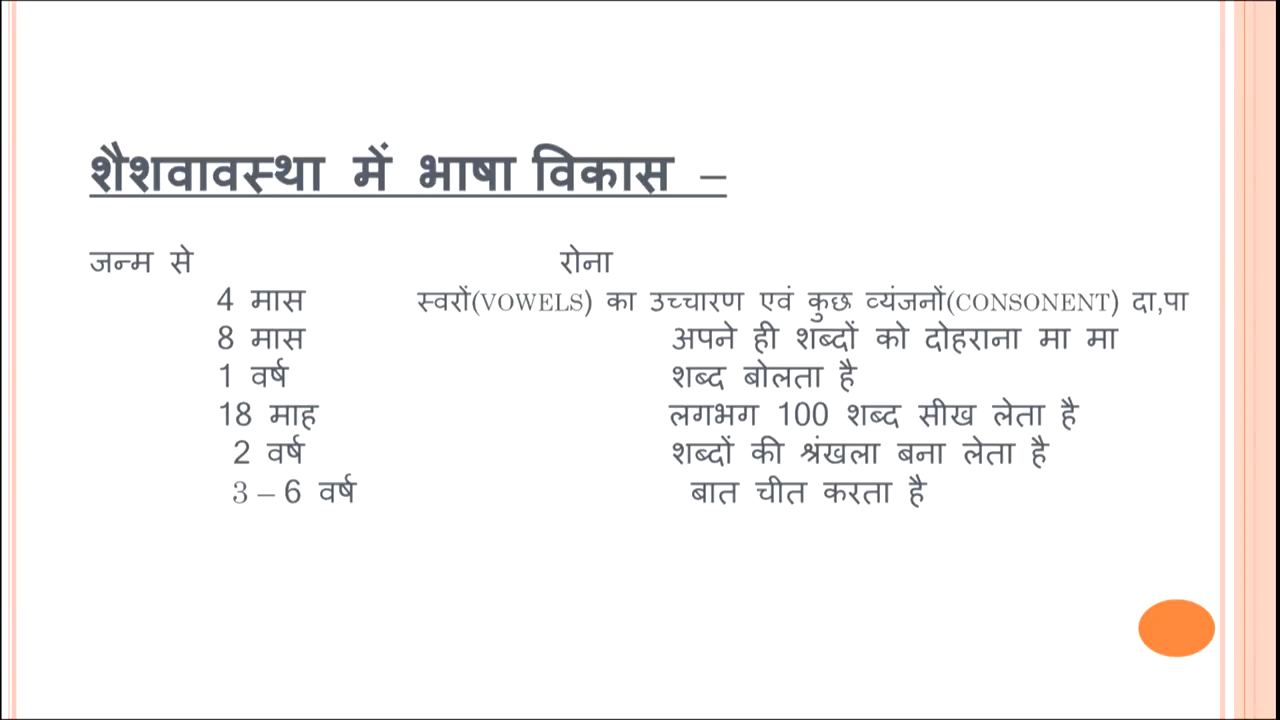 शैशवावस्था में भाषा विकास –
जन्म से रोना
4 मास स्वरों(VOWELS) का उच्चारण एवं कुछ व्यंजनों(CONSONENT) दा,पा
8 मास अपने ही शब्दों को दोहराना मा मा
1 वर्ष शब्द बोलता है
18 माह लगभग 100 शब्द सीख लेता है
2 वर्ष शब्दों की श्रंखला बना लेता है
3 – 6 वर्ष बात चीत करता है